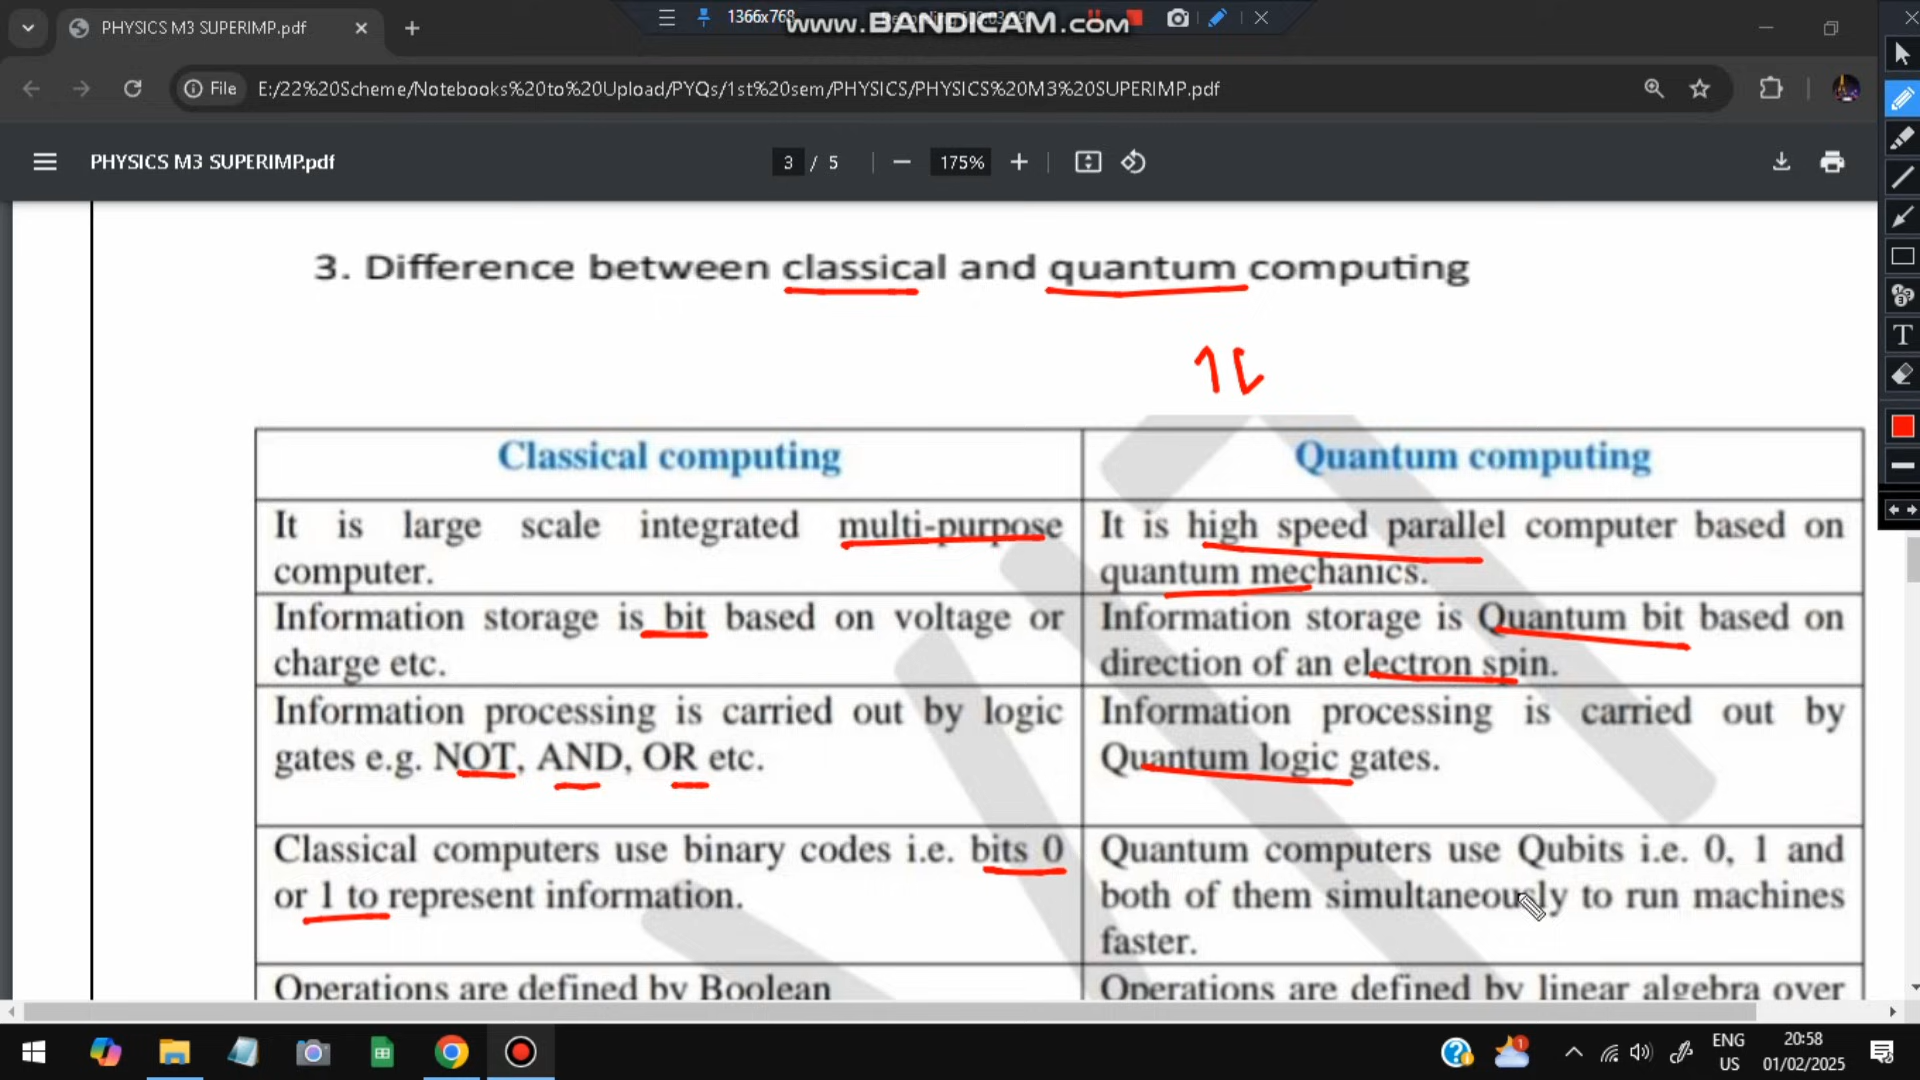 PHYSICS M3 SUPERIMP.pdf
1366x768
www.BANDICAM.com
File
E:/22%20Scheme/Notebooks%20to%20Upload/PYQs/1st%20sem/PHYSICS/PHYSICS%20M3%20SUPERIMP.pdf
PHYSICS M3 SUPERIMP.pdf
3 / 5
175%
3. Difference between classical and quantum computing
Classical computing
Quantum computing
It is large scale integrated multi-purpose
computer.
It is high speed parallel computer based on
quantum mechanics.
Information storage is bit based on voltage or
charge etc.
Information storage is Quantum bit based on
direction of an electron spin.
Information processing is carried out by logic
gates e.g. NOT, AND, OR etc.
Information processing is carried out by
Quantum logic gates.
Classical computers use binary codes i.e. bits 0
or 1 to represent information.
Quantum computers use Qubits i.e. 0, 1 and
both of them simultaneously to run machines
faster.
Operations are defined by Boolean
Operations are defined by linear algebra over
ENG
US
20:58
01/02/2025